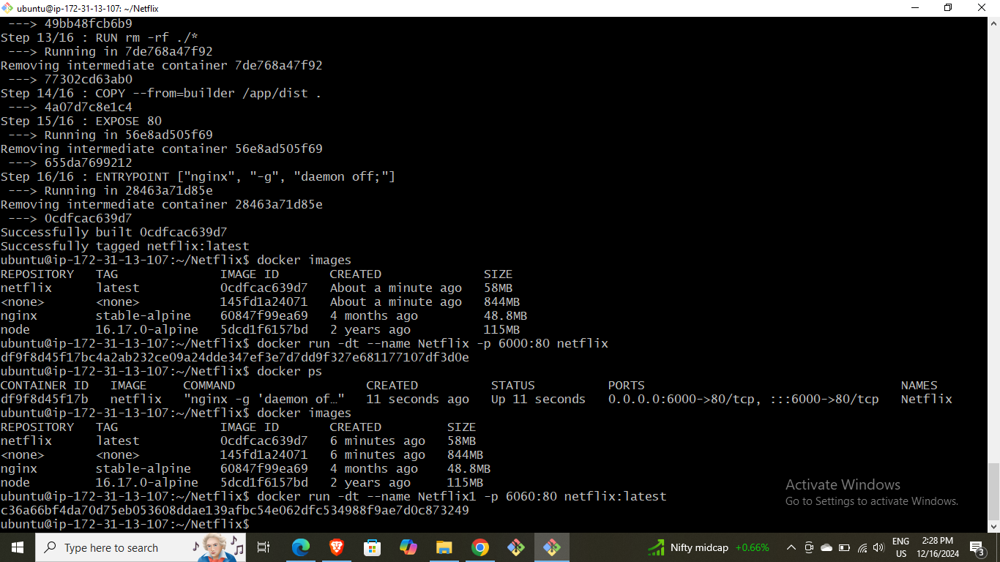 ubuntu@ip-172-31-13-107: ~/Netflix
---> 49bb48fcb6b9
Step 13/16 : RUN rm -rf ./*
---> Running in 7de768a47f92
Removing intermediate container 7de768a47f92
---> 77302cd63ab0
Step 14/16 : COPY --from=builder /app/dist .
---> 4a07d7c8e1c4
Step 15/16 : EXPOSE 80
---> Running in 56e8ad505f69
Removing intermediate container 56e8ad505f69
---> 655da7699212
Step 16/16 : ENTRYPOINT ["nginx", "-g", "daemon off;"]
---> Running in 28463a71d85e
Removing intermediate container 28463a71d85e
---> 0cdfcac639d7
Successfully built 0cdfcac639d7
Successfully tagged netflix:latest
ubuntu@ip-172-31-13-107:~/Netflix$ docker images
REPOSITORY   TAG              IMAGE ID       CREATED              SIZE
netflix      latest           0cdfcac639d7   About a minute ago   58MB
<none>       <none>           145fd1a24071   About a minute ago   844MB
nginx        stable-alpine    60847f99ea69   4 months ago         48.8MB
node         16.17.0-alpine   5dcd1f6157bd   2 years ago          115MB
ubuntu@ip-172-31-13-107:~/Netflix$ docker run -dt --name Netflix -p 6000:80 netflix
df9f8d45f17bc4a2ab232ce09a24dde347ef3e7d7dd9f327e681177107df3d0e
ubuntu@ip-172-31-13-107:~/Netflix$ docker ps
CONTAINER ID   IMAGE     COMMAND                  CREATED          STATUS          PORTS                                   NAMES
df9f8d45f17b   netflix   "nginx -g 'daemon of…"   11 seconds ago   Up 11 seconds   0.0.0.0:6000->80/tcp, :::6000->80/tcp   Netflix
ubuntu@ip-172-31-13-107:~/Netflix$ docker images
REPOSITORY   TAG              IMAGE ID       CREATED         SIZE
netflix      latest           0cdfcac639d7   6 minutes ago   58MB
<none>       <none>           145fd1a24071   6 minutes ago   844MB
nginx        stable-alpine    60847f99ea69   4 months ago    48.8MB
node         16.17.0-alpine   5dcd1f6157bd   2 years ago     115MB
ubuntu@ip-172-31-13-107:~/Netflix$ docker run -dt --name Netflix1 -p 6060:80 netflix:latest
c36a66bf4da70d75eb053608ddae139afbc54e062dfc534988f9ae7d0c873249
ubuntu@ip-172-31-13-107:~/Netflix$
Activate Windows
Go to Settings to activate Windows.
Type here to search
Nifty midcap +0.66%
ENG
US
2:28 PM
12/16/2024
3